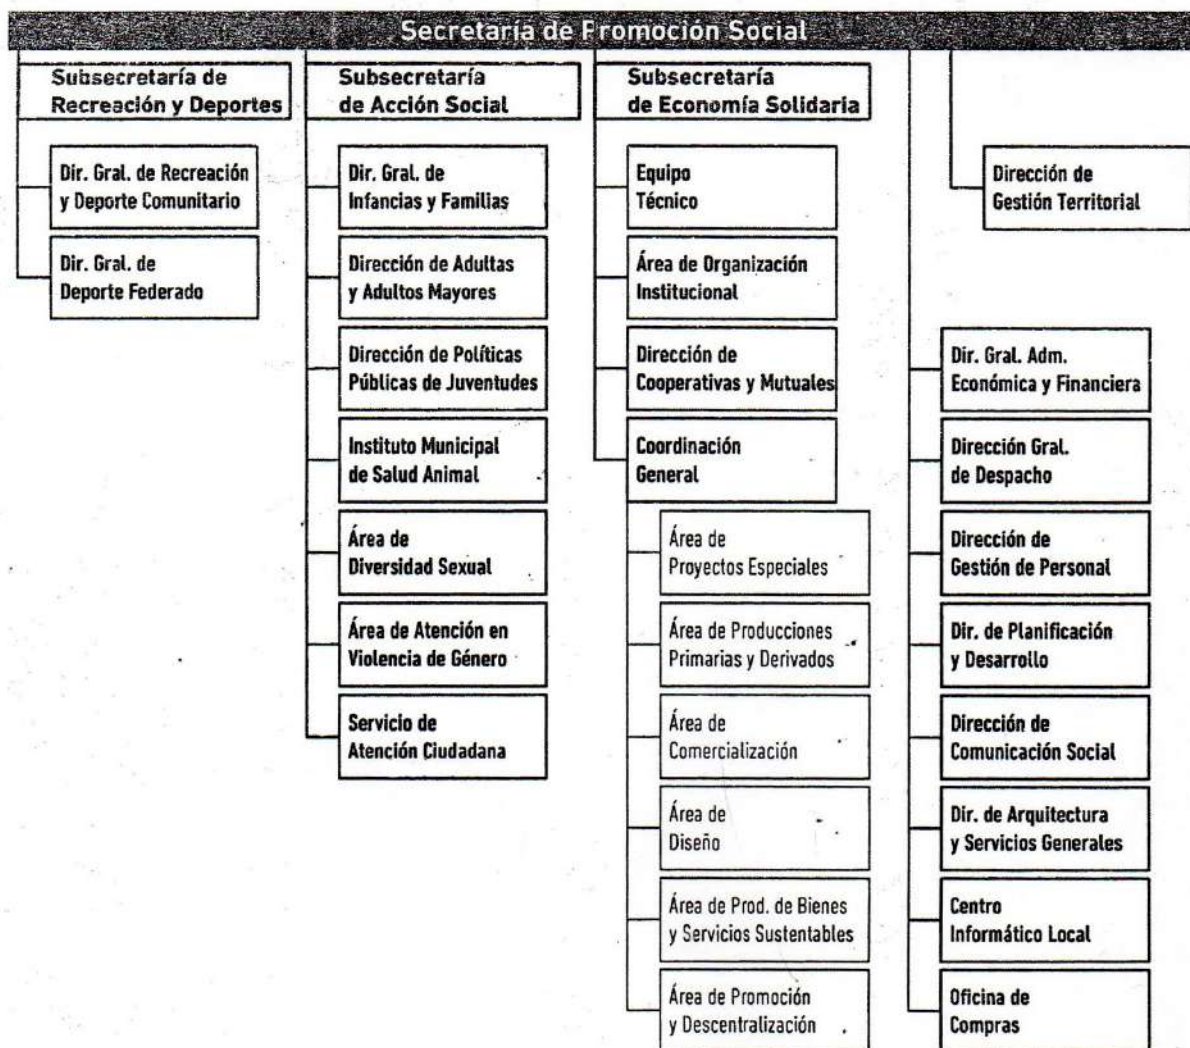 Secretaría de Promoción Social
Subsecretaría de
Recreación y Deportes
Dir. Gral. de Recreación
y Deporte Comunitario
Dir. Gral. de
Deporte Federado
Subsecretaría
de Acción Social
Dir. Gral. de
Infancias y Familias
Dirección de Adultas
y Adultos Mayores
Dirección de Políticas
Públicas de Juventudes
Instituto Municipal
de Salud Animal
Área de
Diversidad Sexual
Área de Atención en
Violencia de Género
Servicio de
Atención Ciudadana
Subsecretaría
de Economía Solidaria
Equipo
Técnico
Área de Organización
Institucional
Dirección de
Cooperativas y Mutuales
Coordinación
General
Área de
Proyectos Especiales
Área de Producciones
Primarias y Derivados
Área de
Comercialización
Área de
Diseño
Área de Prod. de Bienes
y Servicios Sustentables
Área de Promoción
y Descentralización
Dirección de
Gestión Territorial
Dir. Gral. Adm.
Económica y Financiera
Dirección Gral.
de Despacho
Dirección de
Gestión de Personal
Dir. de Planificación
y Desarrollo
Dirección de
Comunicación Social
Dir. de Arquitectura
y Servicios Generales
Centro
Informático Local
Oficina de
Compras